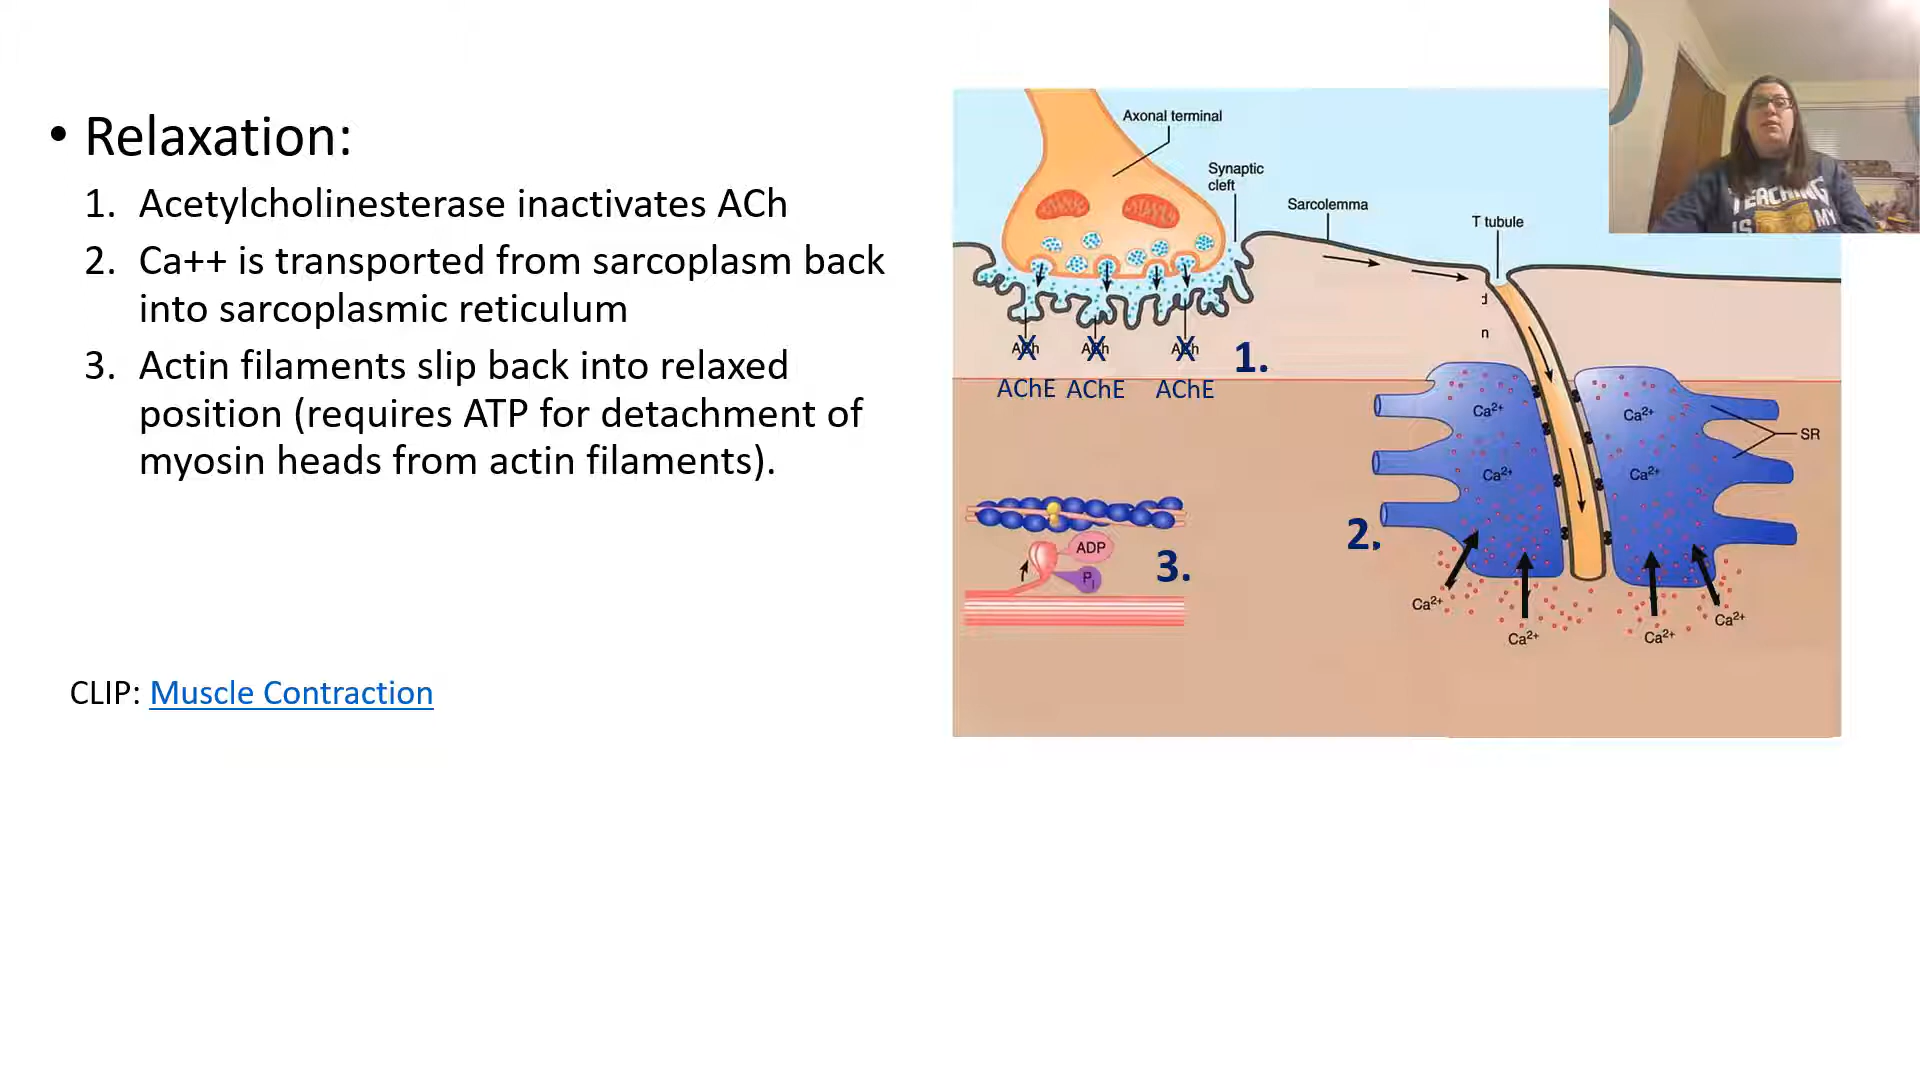 • Relaxation:
1. Acetylcholinesterase inactivates ACh
2. Ca++ is transported from sarcoplasm back
into sarcoplasmic reticulum
3. Actin filaments slip back into relaxed
position (requires ATP for detachment of
myosin heads from actin filaments).
CLIP: Muscle Contraction
Axonal terminal
Synaptic
cleft
Sarcolemma
T tubule
d
n
ACh ACh ACh
1.
AChE AChE AChE
Ca²⁺ Ca²⁺
SR
Ca²⁺ Ca²⁺
2.
ADP
Pi
3.
Ca²⁺
Ca²⁺
Ca²⁺
Ca²⁺
TEACHING
IS MY